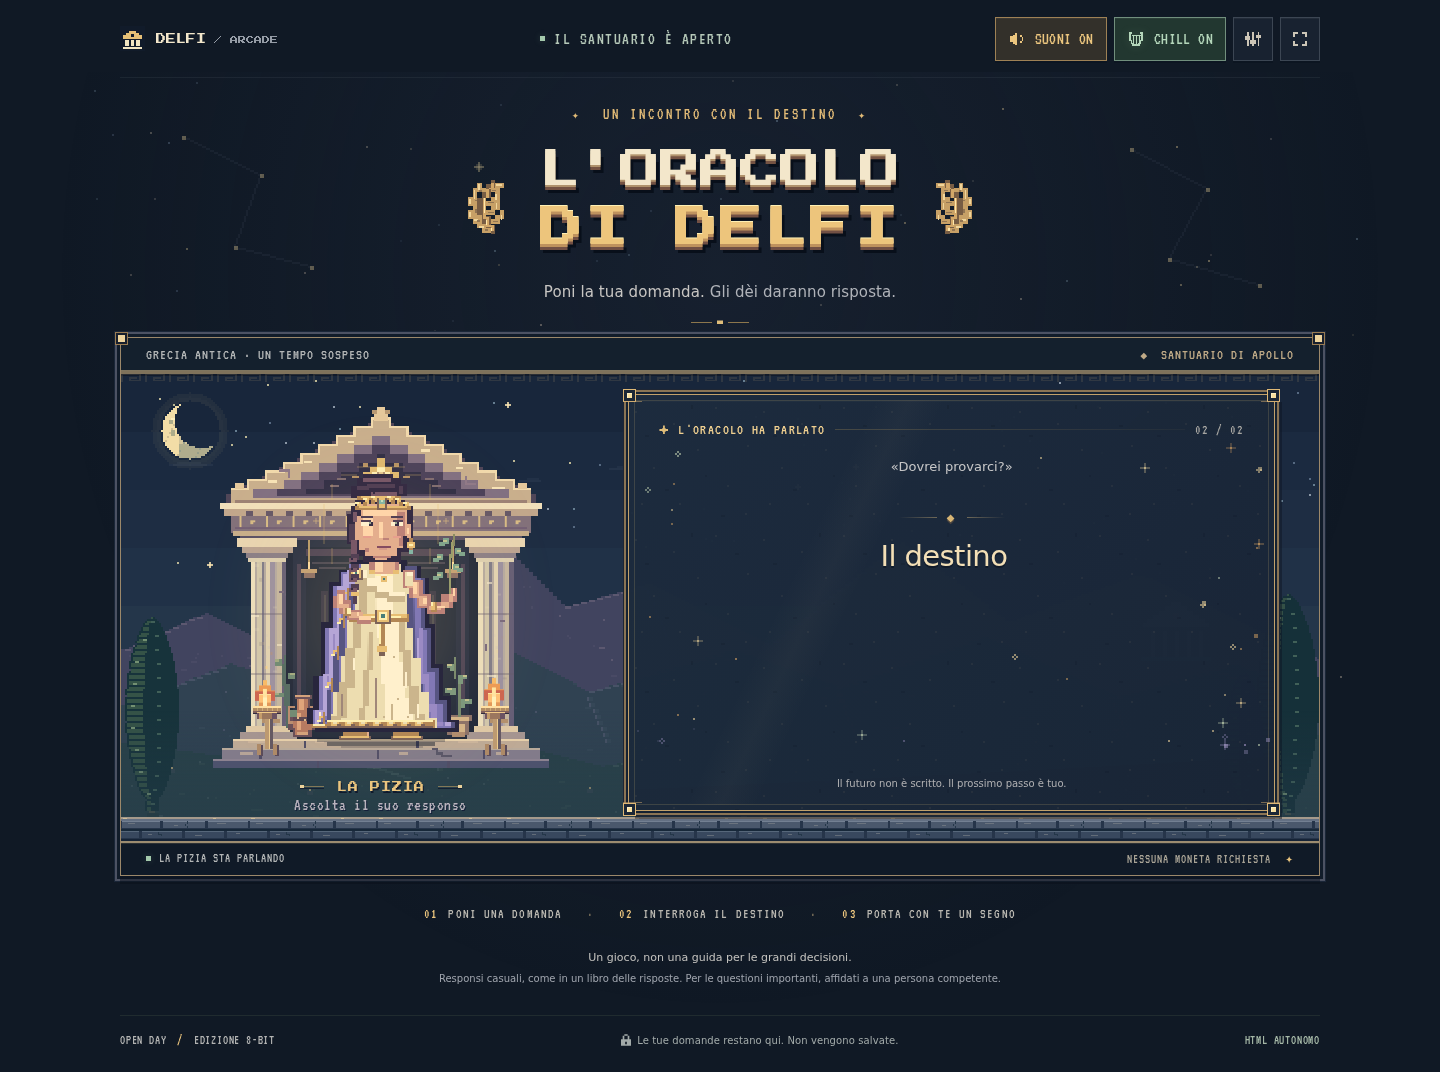 DELFI / ARCADE
IL SANTUARIO È APERTO
SUONI ON
CHILL ON
UN INCONTRO CON IL DESTINO
L'ORACOLO
DI DELFI
Poni la tua domanda. Gli dèi daranno risposta.
GRECIA ANTICA · UN TEMPO SOSPESO
SANTUARIO DI APOLLO
L'ORACOLO HA PARLATO
02 / 02
«Dovrei provarci?»
Il destino
Il futuro non è scritto. Il prossimo passo è tuo.
LA PIZIA
Ascolta il suo responso
LA PIZIA STA PARLANDO
NESSUNA MONETA RICHIESTA
01 PONI UNA DOMANDA · 02 INTERROGA IL DESTINO · 03 PORTA CON TE UN SEGNO
Un gioco, non una guida per le grandi decisioni.
Responsi casuali, come in un libro delle risposte. Per le questioni importanti, affidati a una persona competente.
OPEN DAY / EDIZIONE 8-BIT
Le tue domande restano qui. Non vengono salvate.
HTML AUTONOMO